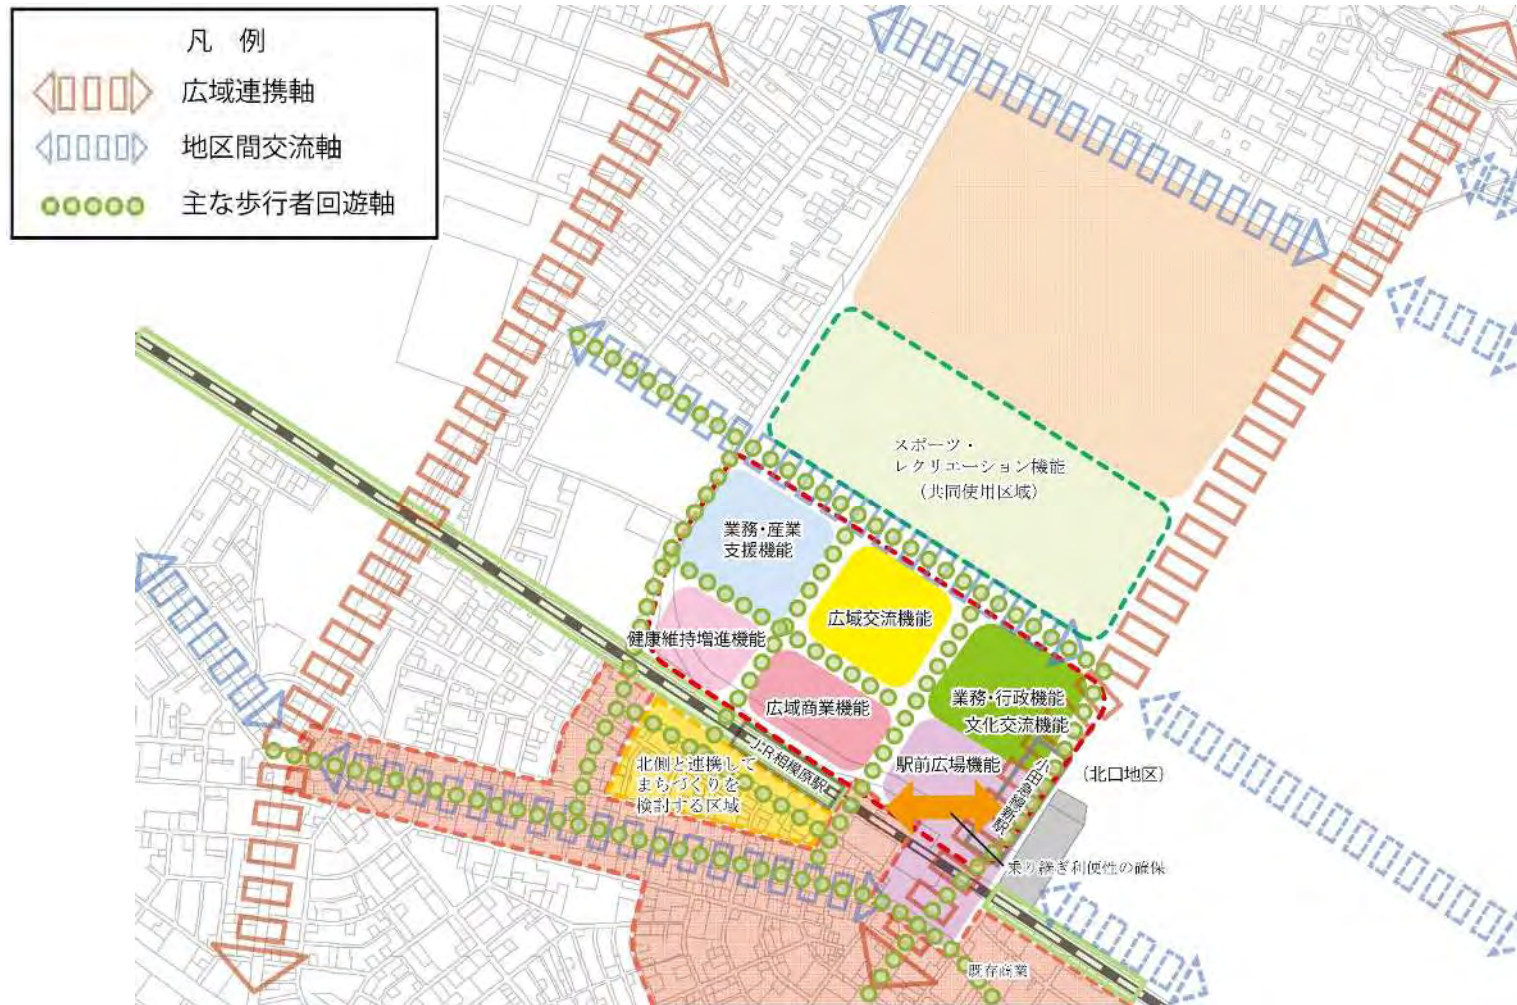 凡 例
広域連携軸
地区間交流軸
主な歩行者回遊軸
スポーツ・
レクリエーション機能
(共同使用区域)
業務・産業
支援機能
広域交流機能
健康維持増進機能
広域商業機能
業務・行政機能
文化交流機能
駅前広場機能
JR相模原駅
北側と連携して
まちづくりを
検討する区域
小田急線新駅
(北口地区)
乗り継ぎ利便性の確保
既存商業